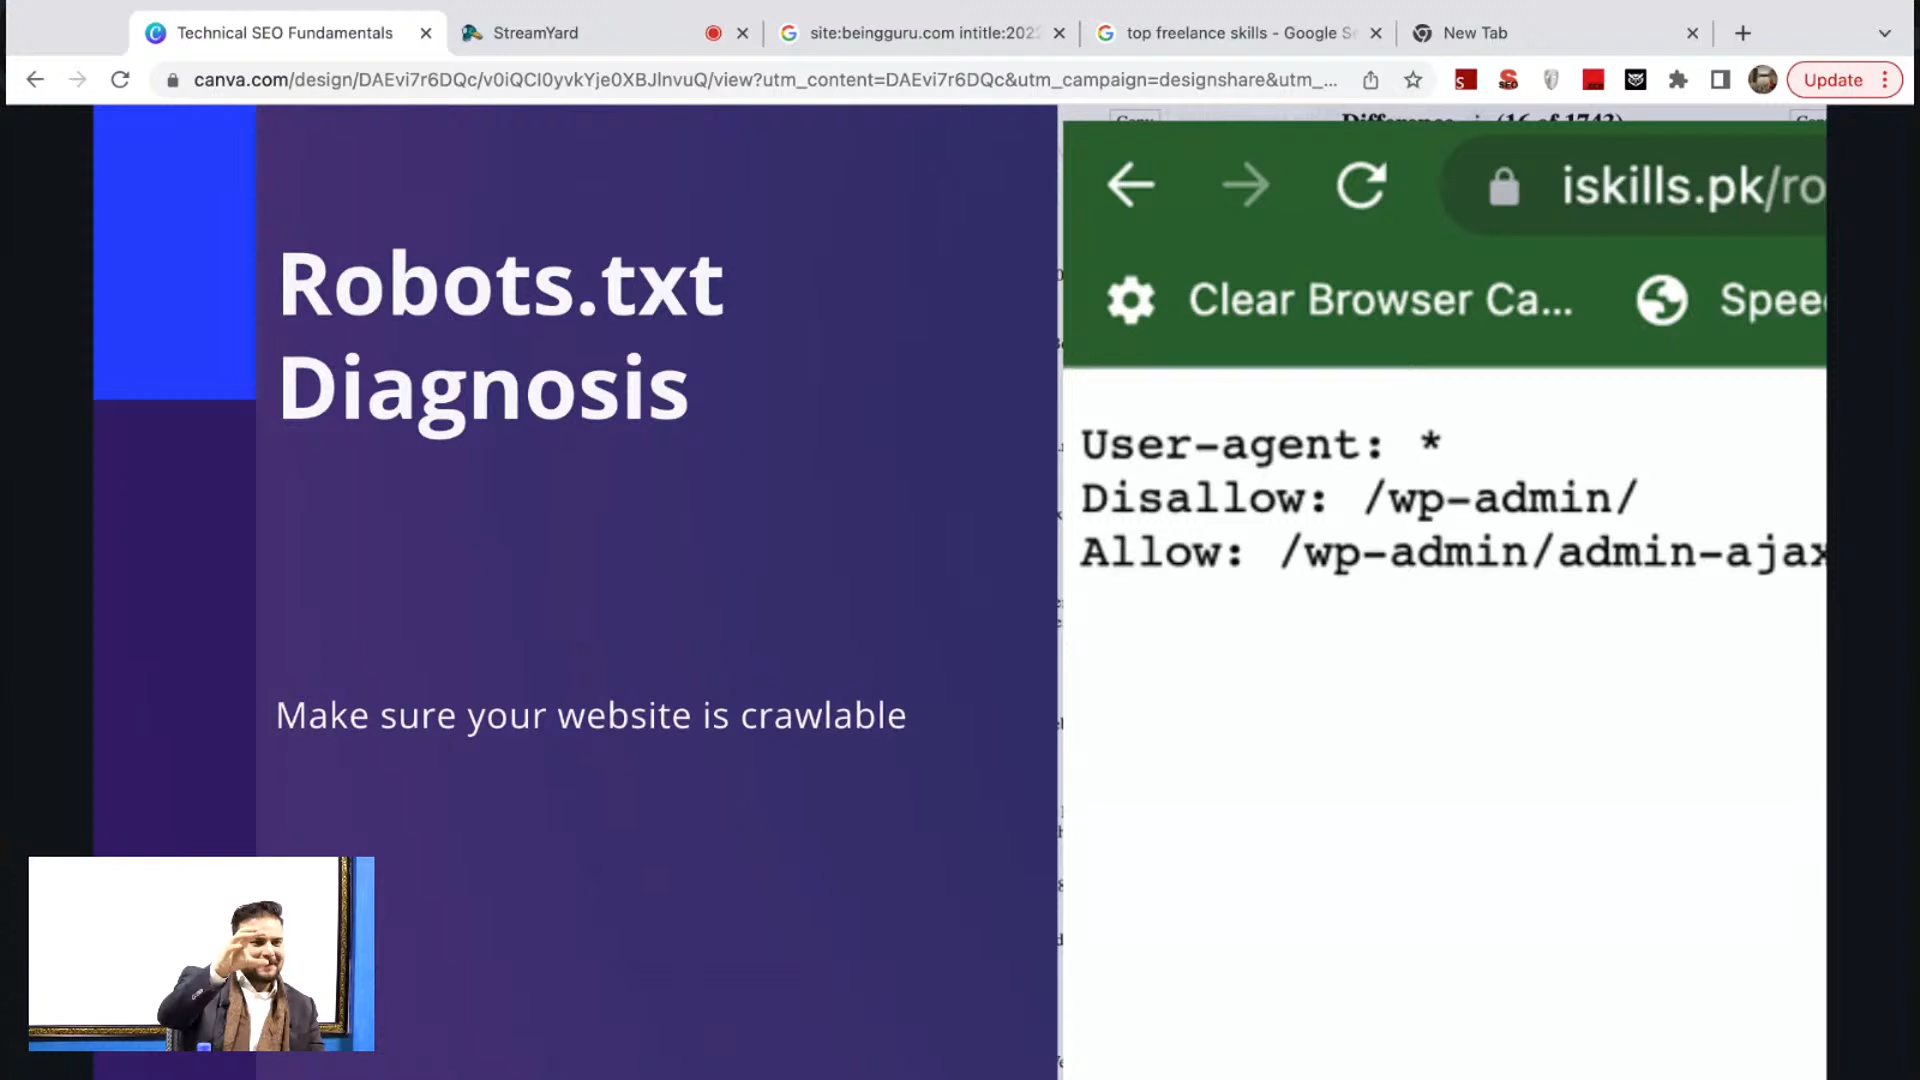 Technical SEO Fundamentals
StreamYard
site:beingguru.com intitle:202
top freelance skills - Google Se
New Tab
canva.com/design/DAEvi7r6DQc/v0iQCI0yvkYje0XBJlnvuQ/view?utm_content=DAEvi7r6DQc&utm_campaign=designshare&utm_...
Update
Robots.txt
Diagnosis
Make sure your website is crawlable
iskills.pk/ro
Clear Browser Ca...
Spee
User-agent: *
Disallow: /wp-admin/
Allow: /wp-admin/admin-ajax